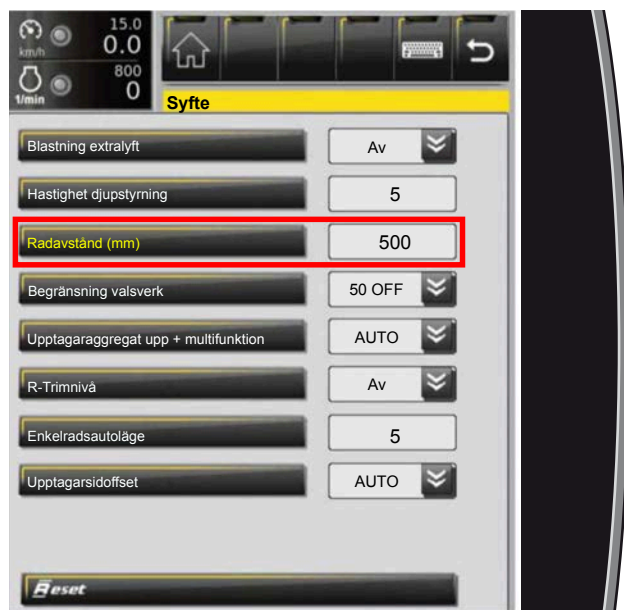 km/h
15.0
0.0
1/min
800
0
Syfte
Blastning extralyft
Av
Hastighet djupstyrning
5
Radavstånd (mm)
500
Begränsning valsverk
50 OFF
Upptagaraggregat upp + multifunktion
AUTO
R-Trimnivå
Av
Enkelradsautoläge
5
Upptagarsidoffset
AUTO
Reset